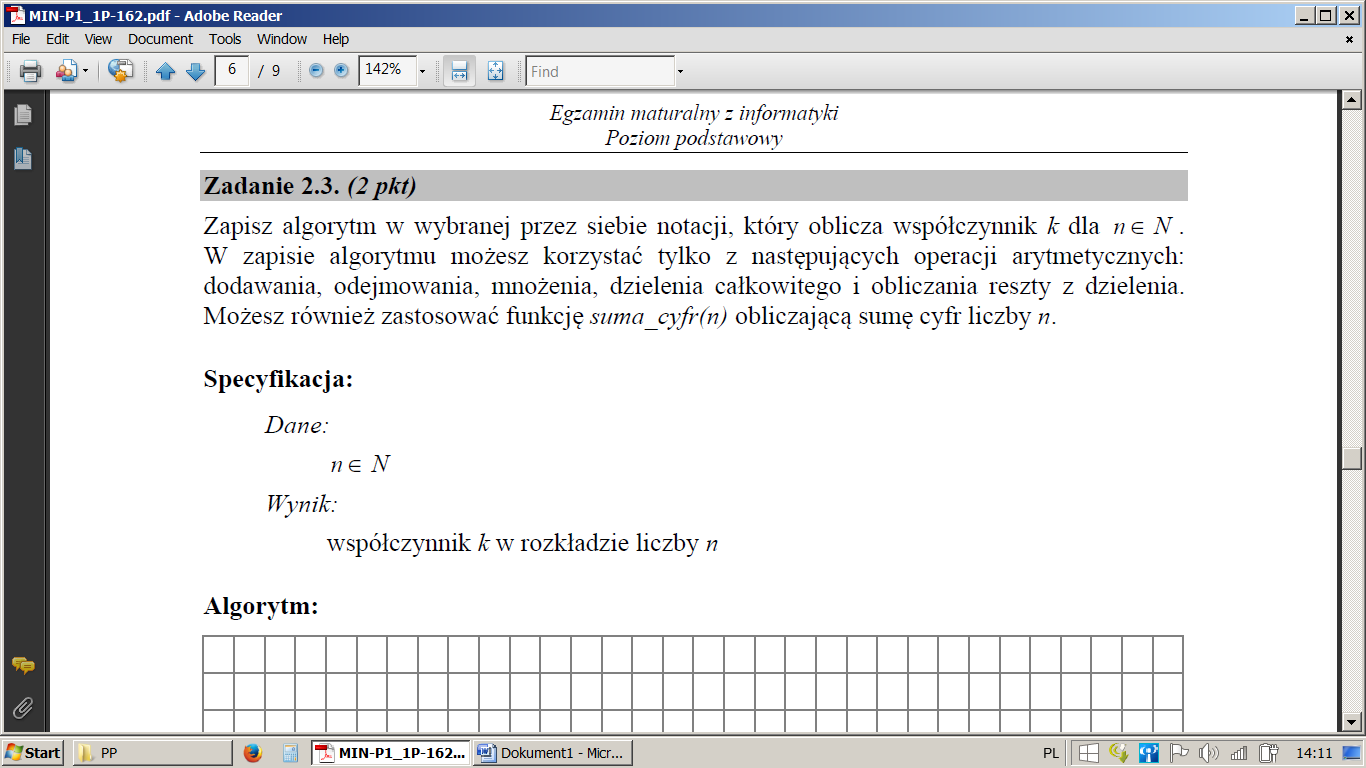 MIN-P1_1P-162.pdf - Adobe Reader
File Edit View Document Tools Window Help
6 / 9 142% Find
Egzamin maturalny z informatyki
Poziom podstawowy
Zadanie 2.3. (2 pkt)
Zapisz algorytm w wybranej przez siebie notacji, który oblicza współczynnik k dla n ∈ N .
W zapisie algorytmu możesz korzystać tylko z następujących operacji arytmetycznych:
dodawania, odejmowania, mnożenia, dzielenia całkowitego i obliczania reszty z dzielenia.
Możesz również zastosować funkcję suma_cyfr(n) obliczającą sumę cyfr liczby n.
Specyfikacja:
Dane:
n ∈ N
Wynik:
współczynnik k w rozkładzie liczby n
Algorytm:
Start PP MIN-P1_1P-162... Dokument1 - Micr... PL 14:11